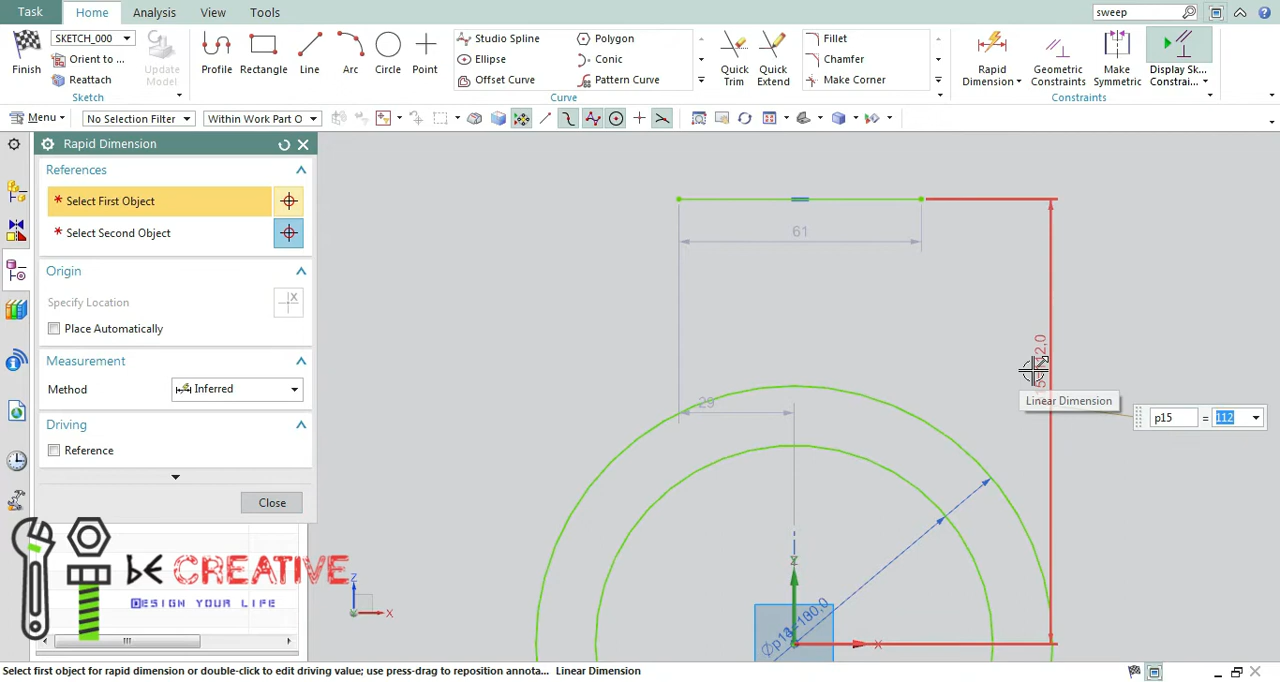 Task
Home
Analysis
View
Tools
sweep
Finish
SKETCH_000
Orient to ...
Reattach
Update Model
Sketch
Profile
Rectangle
Line
Arc
Circle
Point
Studio Spline
Polygon
Ellipse
Conic
Offset Curve
Pattern Curve
Curve
Quick Trim
Quick Extend
Fillet
Chamfer
Make Corner
Rapid Dimension
Geometric Constraints
Make Symmetric
Display Sk... Constrai...
Constraints
Menu
No Selection Filter
Within Work Part O
Rapid Dimension
References
* Select First Object
* Select Second Object
Origin
Specify Location
Place Automatically
Measurement
Method
Inferred
Driving
Reference
Close
61
29
Linear Dimension
p15
=
112
Z
X
Z
X
bE CREATIVE
DESIGN YOUR LIFE
Select first object for rapid dimension or double-click to edit driving value; use press-drag to reposition annota...
Linear Dimension